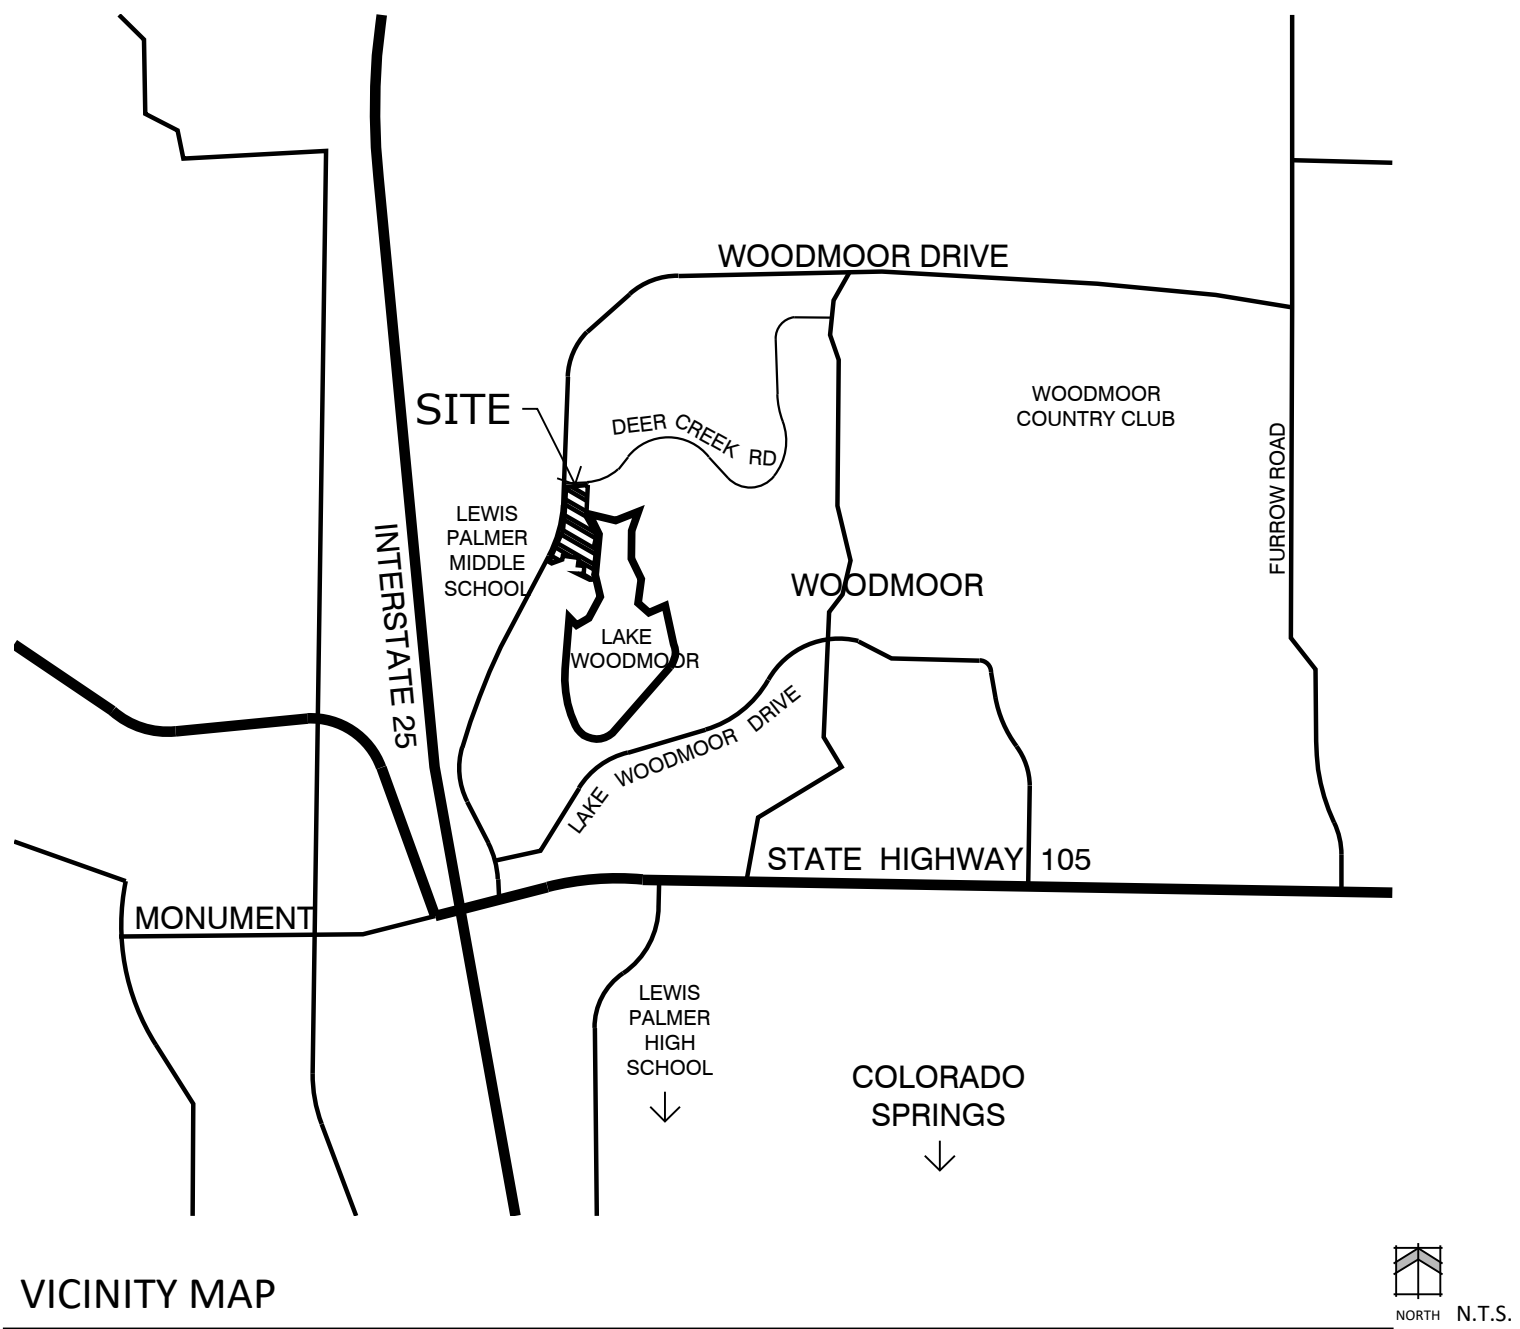 WOODMOOR DRIVE
WOODMOOR
COUNTRY CLUB
SITE
DEER CREEK RD
FURROW ROAD
LEWIS
PALMER
MIDDLE
SCHOOL
INTERSTATE 25
WOODMOOR
LAKE
WOODMOOR
LAKE WOODMOOR DRIVE
STATE HIGHWAY 105
MONUMENT
LEWIS
PALMER
HIGH
SCHOOL
COLORADO
SPRINGS
VICINITY MAP
NORTH
N.T.S.